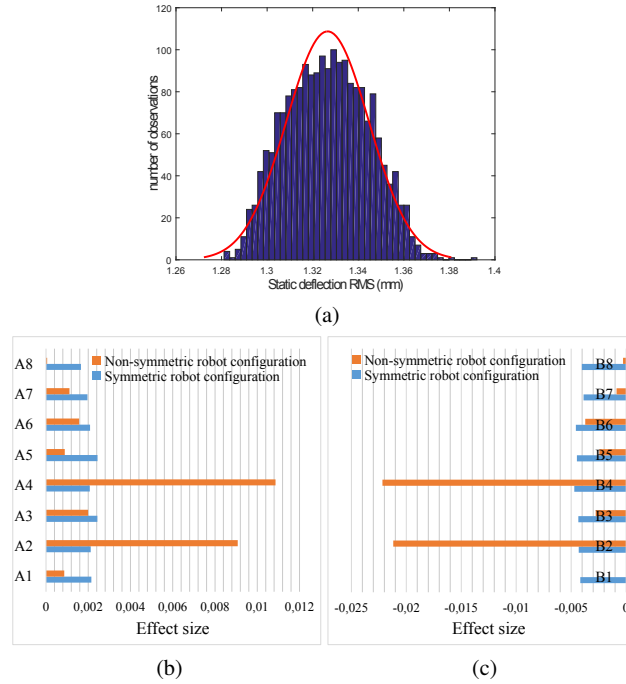 120
100
80
60
40
20
0
number of observations
1.26 1.28 1.3 1.32 1.34 1.36 1.38 1.4
Static deflection RMS (mm)
(a)
Non-symmetric robot configuration
Symmetric robot configuration
A8
A7
A6
A5
A4
A3
A2
A1
0 0,002 0,004 0,006 0,008 0,01 0,012
Effect size
(b)
Non-symmetric robot configuration
Symmetric robot configuration
B8
B7
B6
B5
B4
B3
B2
B1
-0,025 -0,02 -0,015 -0,01 -0,005 0
Effect size
(c)